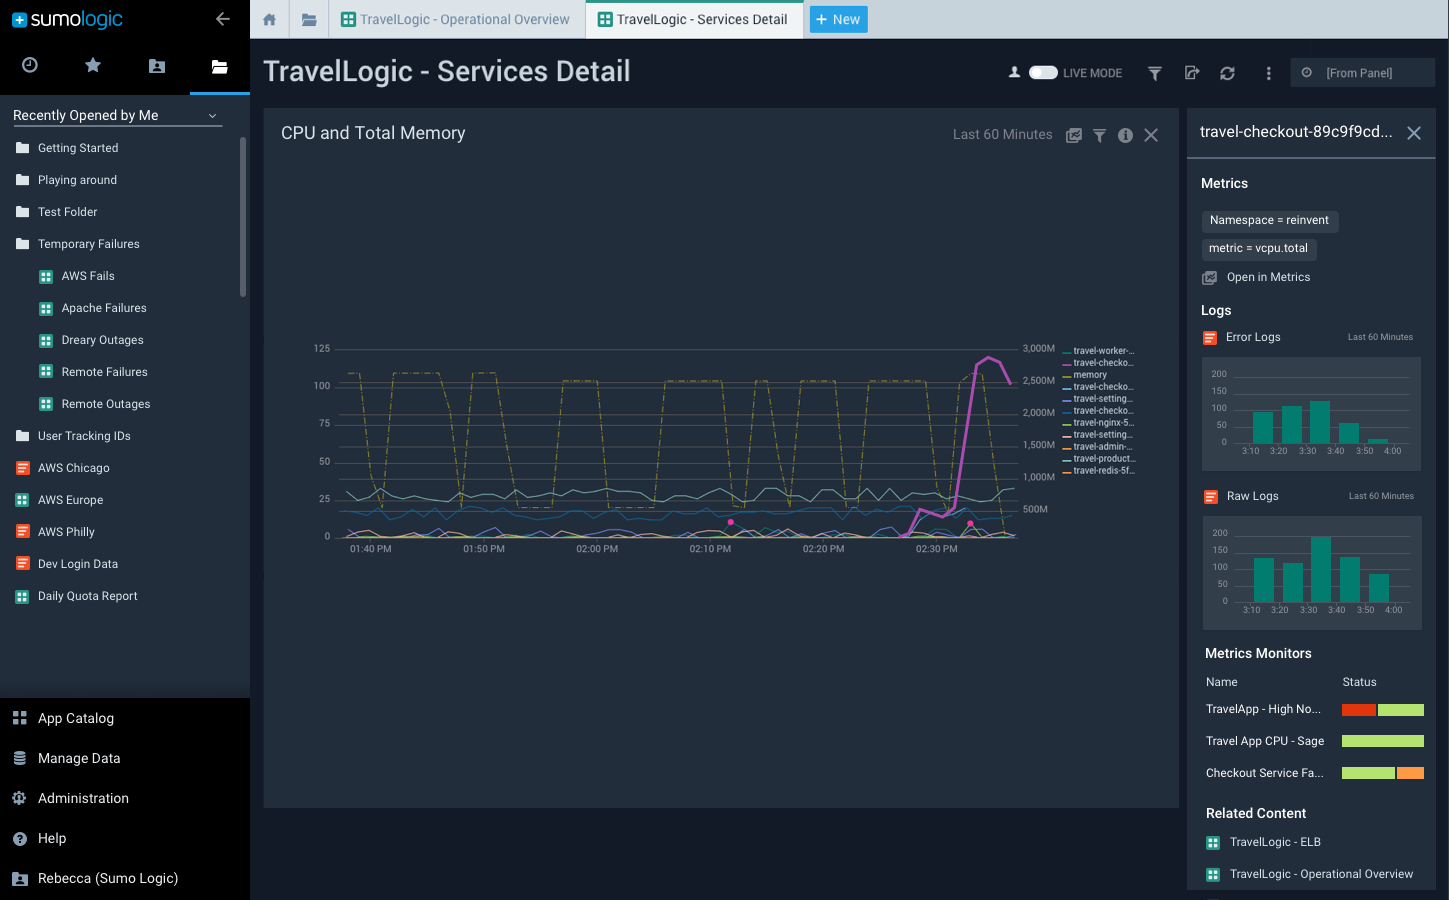 sumologic
TravelLogic - Operational Overview
TravelLogic - Services Detail
+ New
TravelLogic - Services Detail
LIVE MODE
[From Panel]
Recently Opened by Me
Getting Started
Playing around
Test Folder
Temporary Failures
AWS Fails
Apache Failures
Dreary Outages
Remote Failures
Remote Outages
User Tracking IDs
AWS Chicago
AWS Europe
AWS Philly
Dev Login Data
Daily Quota Report
App Catalog
Manage Data
Administration
Help
Rebecca (Sumo Logic)
CPU and Total Memory
Last 60 Minutes
125
100
75
50
25
0
3,000M
2,500M
2,000M
1,500M
1,000M
500M
01:40 PM
01:50 PM
02:00 PM
02:10 PM
02:20 PM
02:30 PM
travel-worker-...
travel-checko...
memory
travel-checko...
travel-setting...
travel-checko...
travel-nginx-5...
travel-setting...
travel-admin-...
travel-product...
travel-redis-5f...
travel-checkout-89c9f9cd...
Metrics
Namespace = reinvent
metric = vcpu.total
Open in Metrics
Logs
Error Logs
Last 60 Minutes
200
150
100
50
0
3:10 3:20 3:30 3:40 3:50 4:00
Raw Logs
Last 60 Minutes
200
150
100
50
0
3:10 3:20 3:30 3:40 3:50 4:00
Metrics Monitors
Name Status
TravelApp - High No...
Travel App CPU - Sage
Checkout Service Fa...
Related Content
TravelLogic - ELB
TravelLogic - Operational Overview